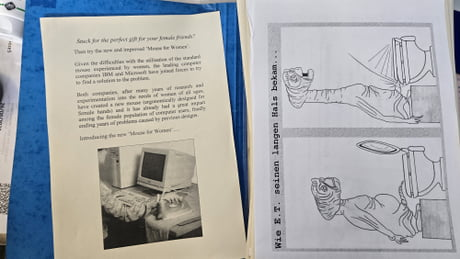 Stuck for the perfect gift for your female friends?
Then try the new and improved 'Mouse for Women'
Given the difficulties with the utilisation of the standard
mouse experienced by women, the leading computer
companies IBM and Microsoft have joined forces to try
to find a solution to the problem.
Both companies, after many years of research and
experimentation into the needs of women of all ages,
have created a new mouse (ergonomically designed for
female hands) and it has already had a great impact
among the female population of computer users, finally
ending years of problems caused by previous designs.
Introducing the new 'Mouse for Women'....
Wie E.T. seinen langen Hals bekam...